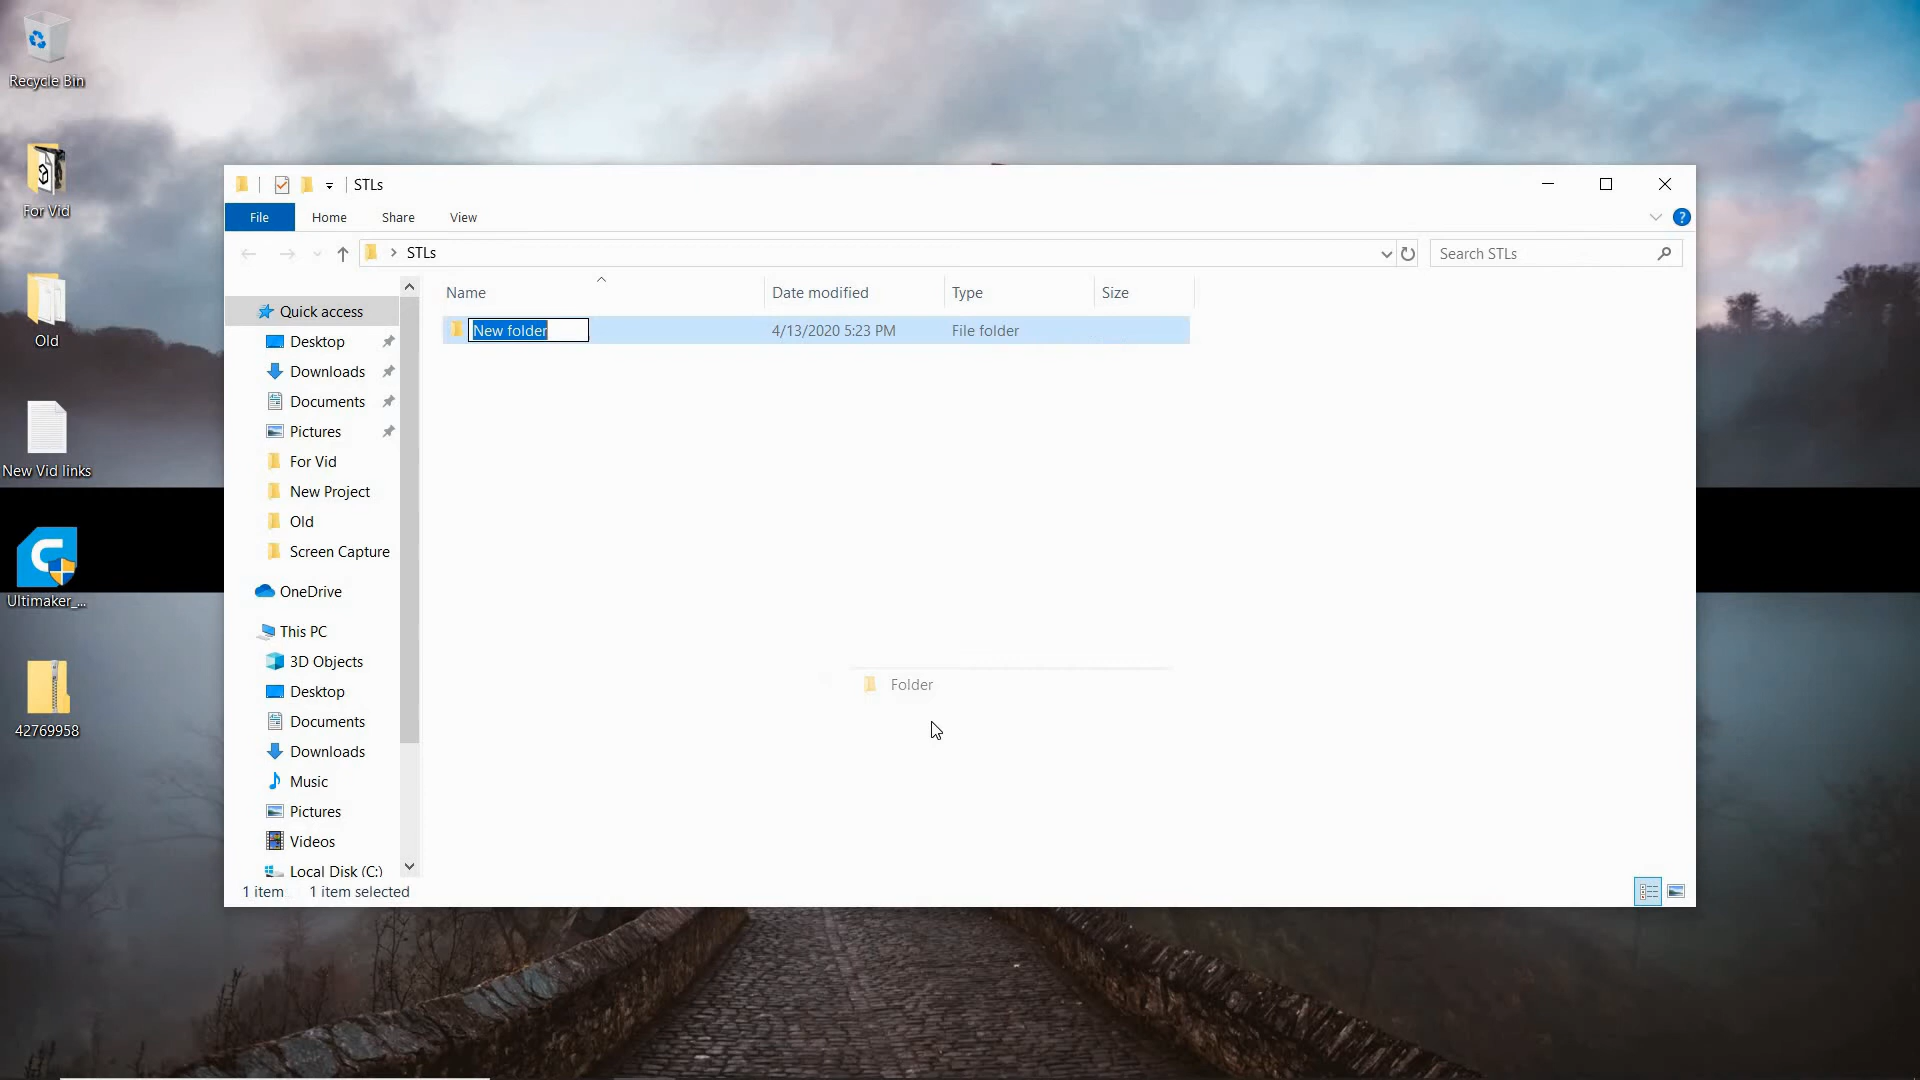 Recycle Bin
For Vid
Old
New Vid links
Ultimaker_...
42769958
STLs
File
Home
Share
View
STLs
Search STLs
Name
Date modified
Type
Size
New folder
4/13/2020 5:23 PM
File folder
Quick access
Desktop
Downloads
Documents
Pictures
For Vid
New Project
Old
Screen Capture
OneDrive
This PC
3D Objects
Desktop
Documents
Downloads
Music
Pictures
Videos
Local Disk (C:)
Folder
1 item
1 item selected